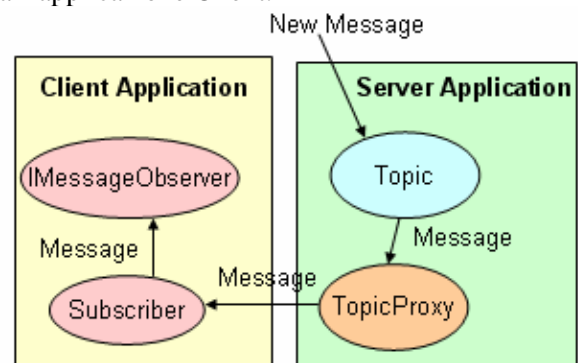 New Message
Client Application
Server Application
IMessageObserver
Topic
Message
Message
Message
Subscriber
TopicProxy